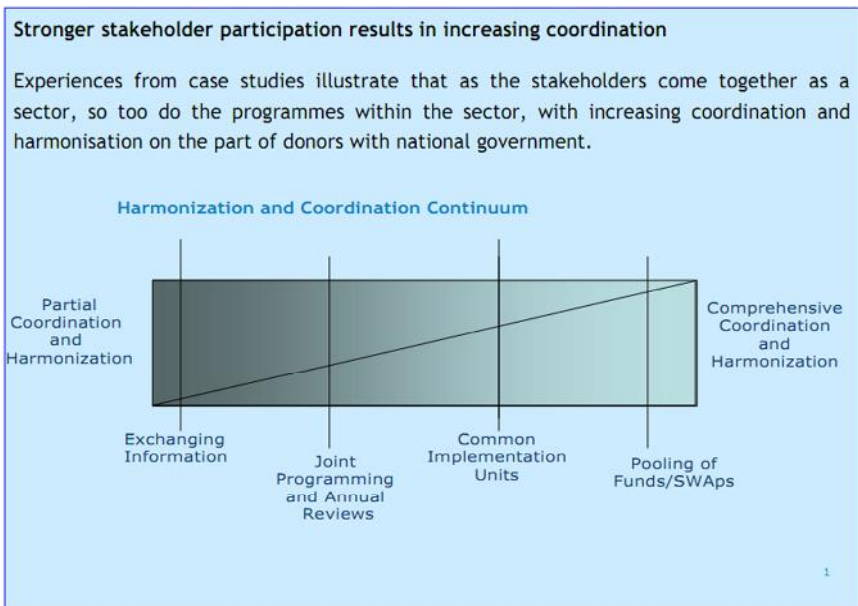 Stronger stakeholder participation results in increasing coordination
Experiences from case studies illustrate that as the stakeholders come together as a
sector, so too do the programmes within the sector, with increasing coordination and
harmonisation on the part of donors with national government.
Harmonization and Coordination Continuum
Partial
Coordination
and
Harmonization
Comprehensive
Coordination
and
Harmonization
Exchanging
Information
Joint
Programming
and Annual
Reviews
Common
Implementation
Units
Pooling of
Funds/SWAps
1